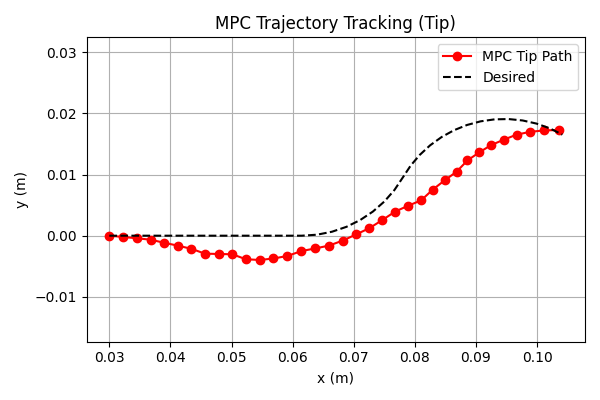 MPC Trajectory Tracking (Tip)
MPC Tip Path
Desired
y (m)
0.03
0.02
0.01
0.00
−0.01
0.03 0.04 0.05 0.06 0.07 0.08 0.09 0.10
x (m)